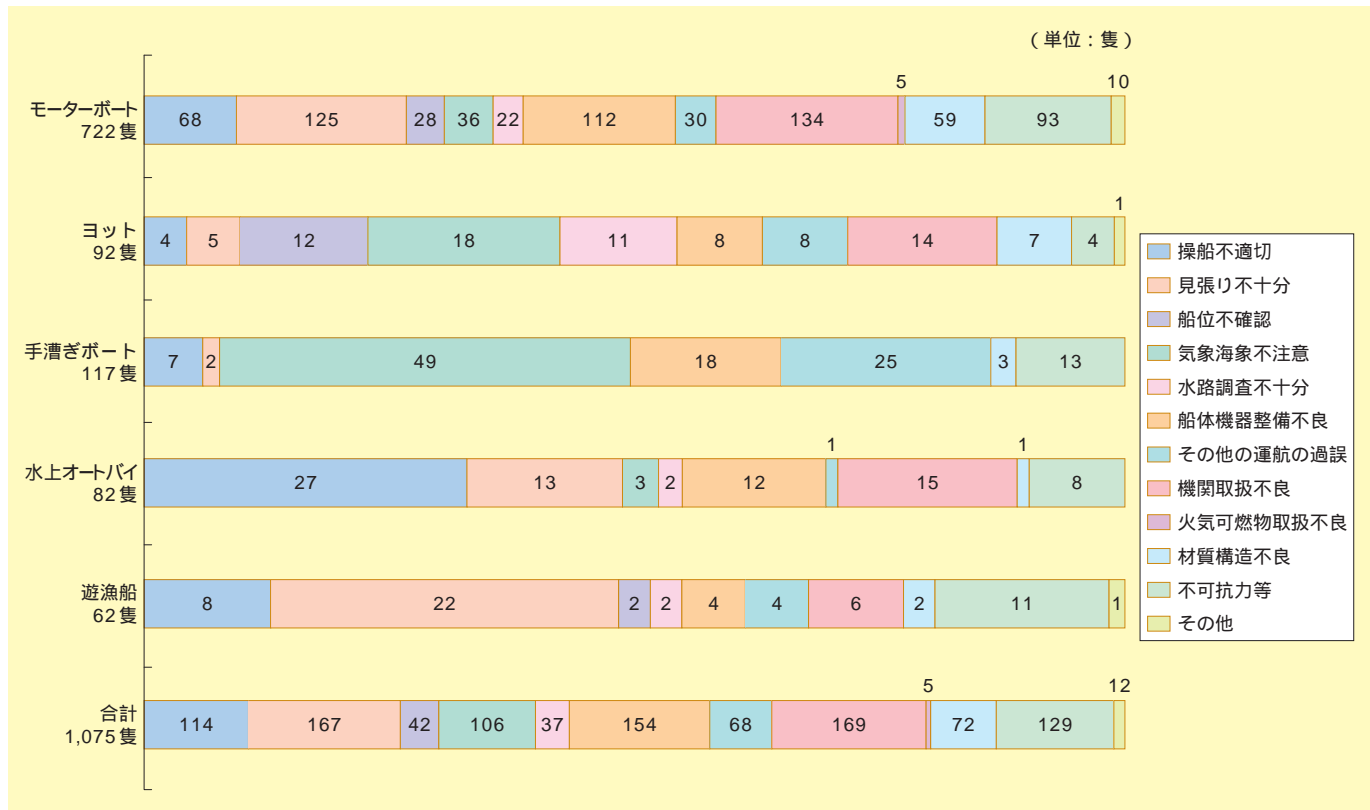 (単位：隻)
5 10
モーターボート
722隻
68 125 28 36 22 112 30 134 59 93
1
ヨット
92隻
4 5 12 18 11 8 8 14 7 4
手漕ぎボート
117隻
7 2 49 18 25 3 13
1 1
水上オートバイ
82隻
27 13 3 2 12 15 8
遊漁船
62隻
8 22 2 2 4 4 6 2 11 1
5 12
合計
1,075隻
114 167 42 106 37 154 68 169 72 129
操船不適切
見張り不十分
船位不確認
気象海象不注意
水路調査不十分
船体機器整備不良
その他の運航の過誤
機関取扱不良
火気可燃物取扱不良
材質構造不良
不可抗力等
その他